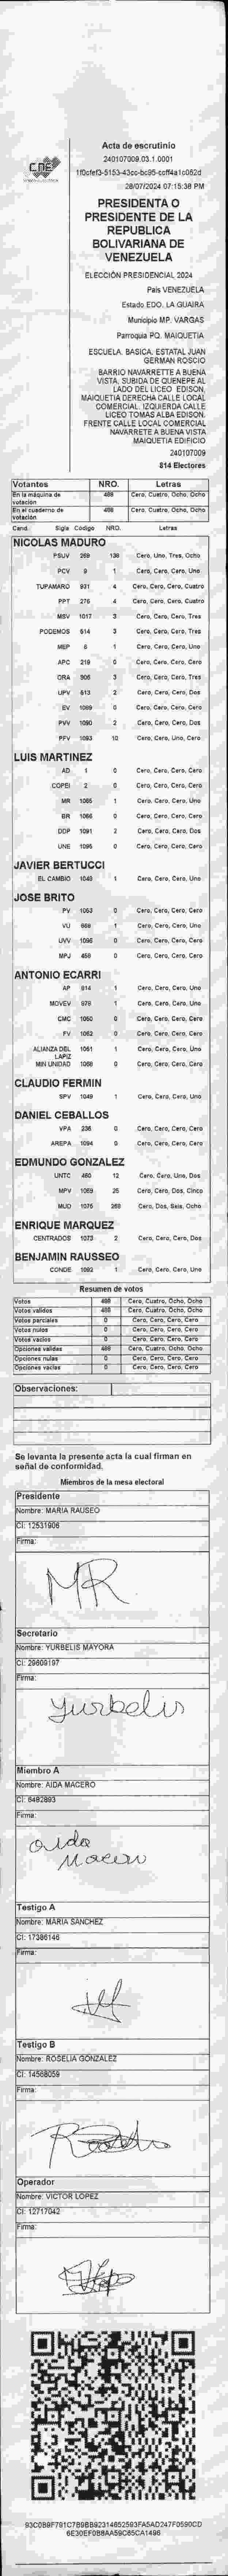 CNE
Acta de escrutinio
240107009.03.1.0001
28/07/2024 07:15:38 PM
PRESIDENTA O
PRESIDENTE DE LA
REPUBLICA
BOLIVARIANA DE
VENEZUELA
ELECCIÓN PRESIDENCIAL 2024
País VENEZUELA
Estado EDO. LA GUAIRA
Municipio MP. VARGAS
Parroquia PQ. MAIQUETIA
ESCUELA. BASICA. ESTATAL JUAN
GERMAN ROSCIO
BARRIO NAVARRETTE A BUENA
VISTA. SUBIDA DE QUENEPE AL
LADO DEL LICEO EDISON.
MAIQUETIA DERECHA CALLE LOCAL
COMERCIAL. IZQUIERDA CALLE
LICEO TOMAS ALBA EDISON.
FRENTE CALLE LOCAL COMERCIAL
NAVARRETE A BUENA VISTA
MAIQUETIA EDIFICIO
240107009
814 Electores
Votantes NRO. Letras
En la máquina de votación 488 Cero, Cuatro, Ocho, Ocho
En el cuaderno de votación 488 Cero, Cuatro, Ocho, Ocho
Cand. Sigla Codigo NRO. Letras
NICOLAS MADURO
PSUV 269 138 Cero, Uno, Tres, Ocho
PCV 9 1 Cero, Cero, Cero, Uno
TUPAMARO 931 4 Cero, Cero, Cero, Cuatro
PPT 276 4 Cero, Cero, Cero, Cuatro
MSV 1017 3 Cero, Cero, Cero, Tres
PODEMOS 514 3 Cero, Cero, Cero, Tres
MEP 6 1 Cero, Cero, Cero, Uno
APC 219 0 Cero, Cero, Cero, Cero
ORA 906 3 Cero, Cero, Cero, Tres
UPV 613 2 Cero, Cero, Cero, Dos
EV 1089 0 Cero, Cero, Cero, Cero
PVV 1090 2 Cero, Cero, Cero, Dos
PFV 1093 10 Cero, Cero, Uno, Cero
LUIS MARTINEZ
AD 1 0 Cero, Cero, Cero, Cero
COPEI 2 0 Cero, Cero, Cero, Cero
MR 1065 1 Cero, Cero, Cero, Uno
BR 1066 0 Cero, Cero, Cero, Cero
DDP 1091 2 Cero, Cero, Cero, Dos
UNE 1095 0 Cero, Cero, Cero, Cero
JAVIER BERTUCCI
EL CAMBIO 1048 1 Cero, Cero, Cero, Uno
JOSE BRITO
PV 1053 0 Cero, Cero, Cero, Cero
VU 669 1 Cero, Cero, Cero, Uno
UVV 1096 0 Cero, Cero, Cero, Cero
MPJ 458 0 Cero, Cero, Cero, Cero
ANTONIO ECARRI
AP 814 1 Cero, Cero, Cero, Uno
MOVEV 979 1 Cero, Cero, Cero, Uno
CMC 1050 0 Cero, Cero, Cero, Cero
FV 1052 0 Cero, Cero, Cero, Cero
ALIANZA DEL LAPIZ 1051 1 Cero, Cero, Cero, Uno
MIN UNIDAD 1058 0 Cero, Cero, Cero, Cero
CLAUDIO FERMIN
SPV 1049 1 Cero, Cero, Cero, Uno
DANIEL CEBALLOS
VPA 236 0 Cero, Cero, Cero, Cero
AREPA 1094 0 Cero, Cero, Cero, Cero
EDMUNDO GONZALEZ
UNTC 460 12 Cero, Cero, Uno, Dos
MPV 1059 25 Cero, Cero, Dos, Cinco
MUD 1075 268 Cero, Dos, Seis, Ocho
ENRIQUE MARQUEZ
CENTRADOS 1073 2 Cero, Cero, Cero, Dos
BENJAMIN RAUSSEO
CONDE 1092 1 Cero, Cero, Cero, Uno
Resumen de votos
Votos 488 Cero, Cuatro, Ocho, Ocho
Votos validos 488 Cero, Cuatro, Ocho, Ocho
Votos parciales 0 Cero, Cero, Cero, Cero
Votos nulos 0 Cero, Cero, Cero, Cero
Votos vacios 0 Cero, Cero, Cero, Cero
Opciones validas 488 Cero, Cuatro, Ocho, Ocho
Opciones nulas 0 Cero, Cero, Cero, Cero
Opciones vacias 0 Cero, Cero, Cero, Cero
Observaciones:
Se levanta la presente acta la cual firman en
señal de conformidad.
Miembros de la mesa electoral
Presidente
Nombre: MARIA RAUSEO
CI: 12531906
Firma:
MR
Secretario
Nombre: YURBELIS MAYORA
CI: 29609197
Firma:
Yurbelis
Miembro A
Nombre: AIDA MACERO
CI: 6492893
Firma:
Aida
Macero
Testigo A
Nombre: MARIA SANCHEZ
CI: 17386146
Firma:
Testigo B
Nombre: ROSELIA GONZALEZ
CI: 14568059
Firma:
Operador
Nombre: VICTOR LOPEZ
CI: 12717042
Firma: